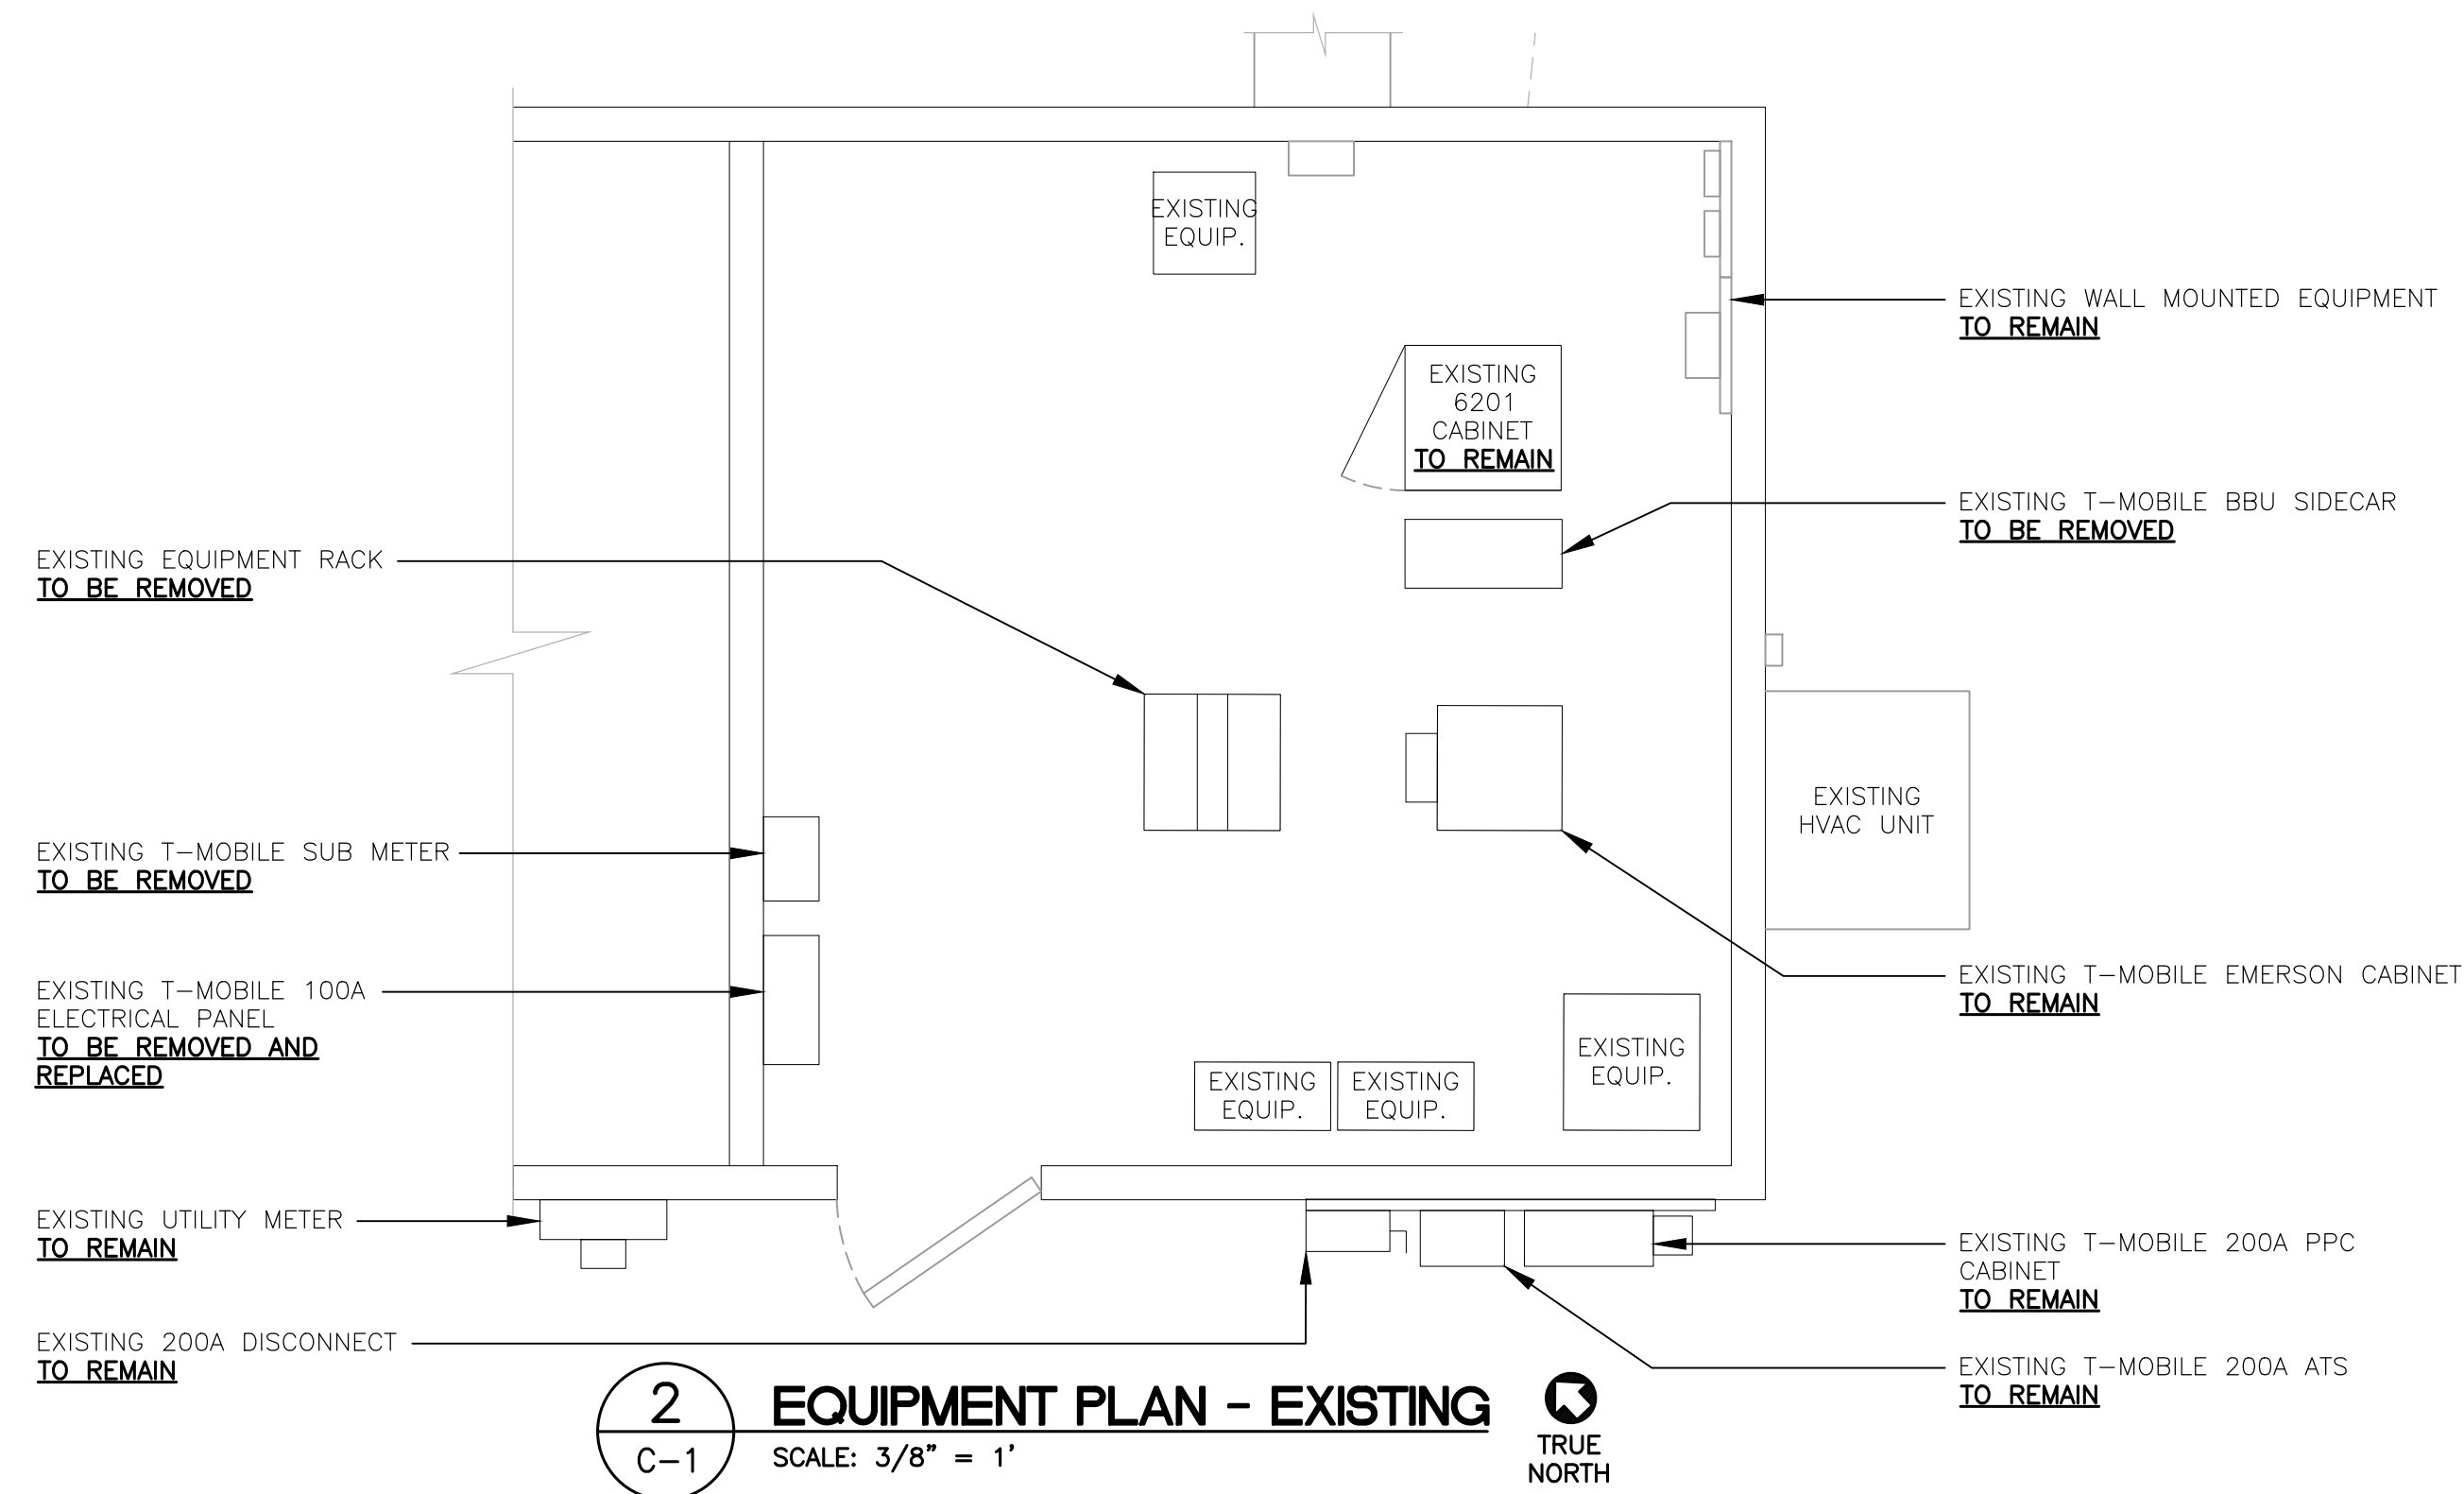 EXISTING
EQUIP.
EXISTING WALL MOUNTED EQUIPMENT
TO REMAIN
EXISTING
6201
CABINET
TO REMAIN
EXISTING T-MOBILE BBU SIDECAR
TO BE REMOVED
EXISTING EQUIPMENT RACK
TO BE REMOVED
EXISTING
HVAC UNIT
EXISTING T-MOBILE SUB METER
TO BE REMOVED
EXISTING T-MOBILE EMERSON CABINET
TO REMAIN
EXISTING T-MOBILE 100A
ELECTRICAL PANEL
TO BE REMOVED AND
REPLACED
EXISTING
EQUIP.
EXISTING
EQUIP.
EXISTING
EQUIP.
EXISTING UTILITY METER
TO REMAIN
EXISTING T-MOBILE 200A PPC
CABINET
TO REMAIN
EXISTING 200A DISCONNECT
TO REMAIN
EXISTING T-MOBILE 200A ATS
TO REMAIN
2
C-1
EQUIPMENT PLAN - EXISTING
SCALE: 3/8" = 1'
TRUE
NORTH